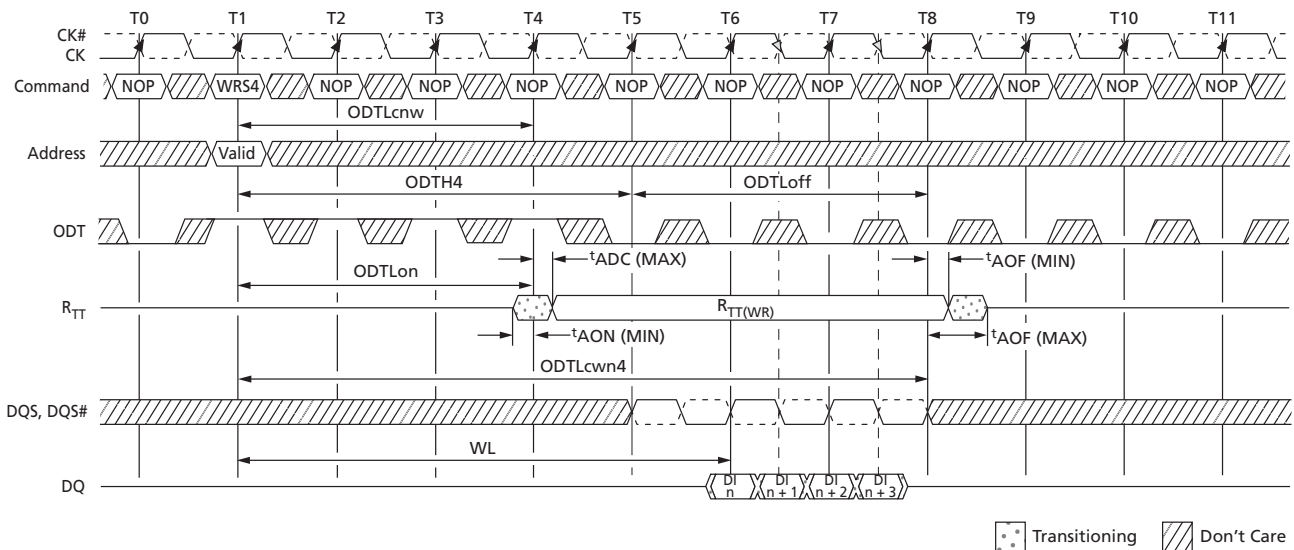 T0 T1 T2 T3 T4 T5 T6 T7 T8 T9 T10 T11
CK#
CK
Command NOP WRS4 NOP NOP NOP NOP NOP NOP NOP NOP NOP NOP
ODTLcnw
Address Valid
ODTH4 ODTLoff
ODT
tADC (MAX) tAOF (MIN)
ODTLon
RTT RTT(WR)
tAON (MIN) tAOF (MAX)
ODTLcwn4
DQS, DQS#
WL
DQ DI n DI n + 1 DI n + 2 DI n + 3
Transitioning Don't Care